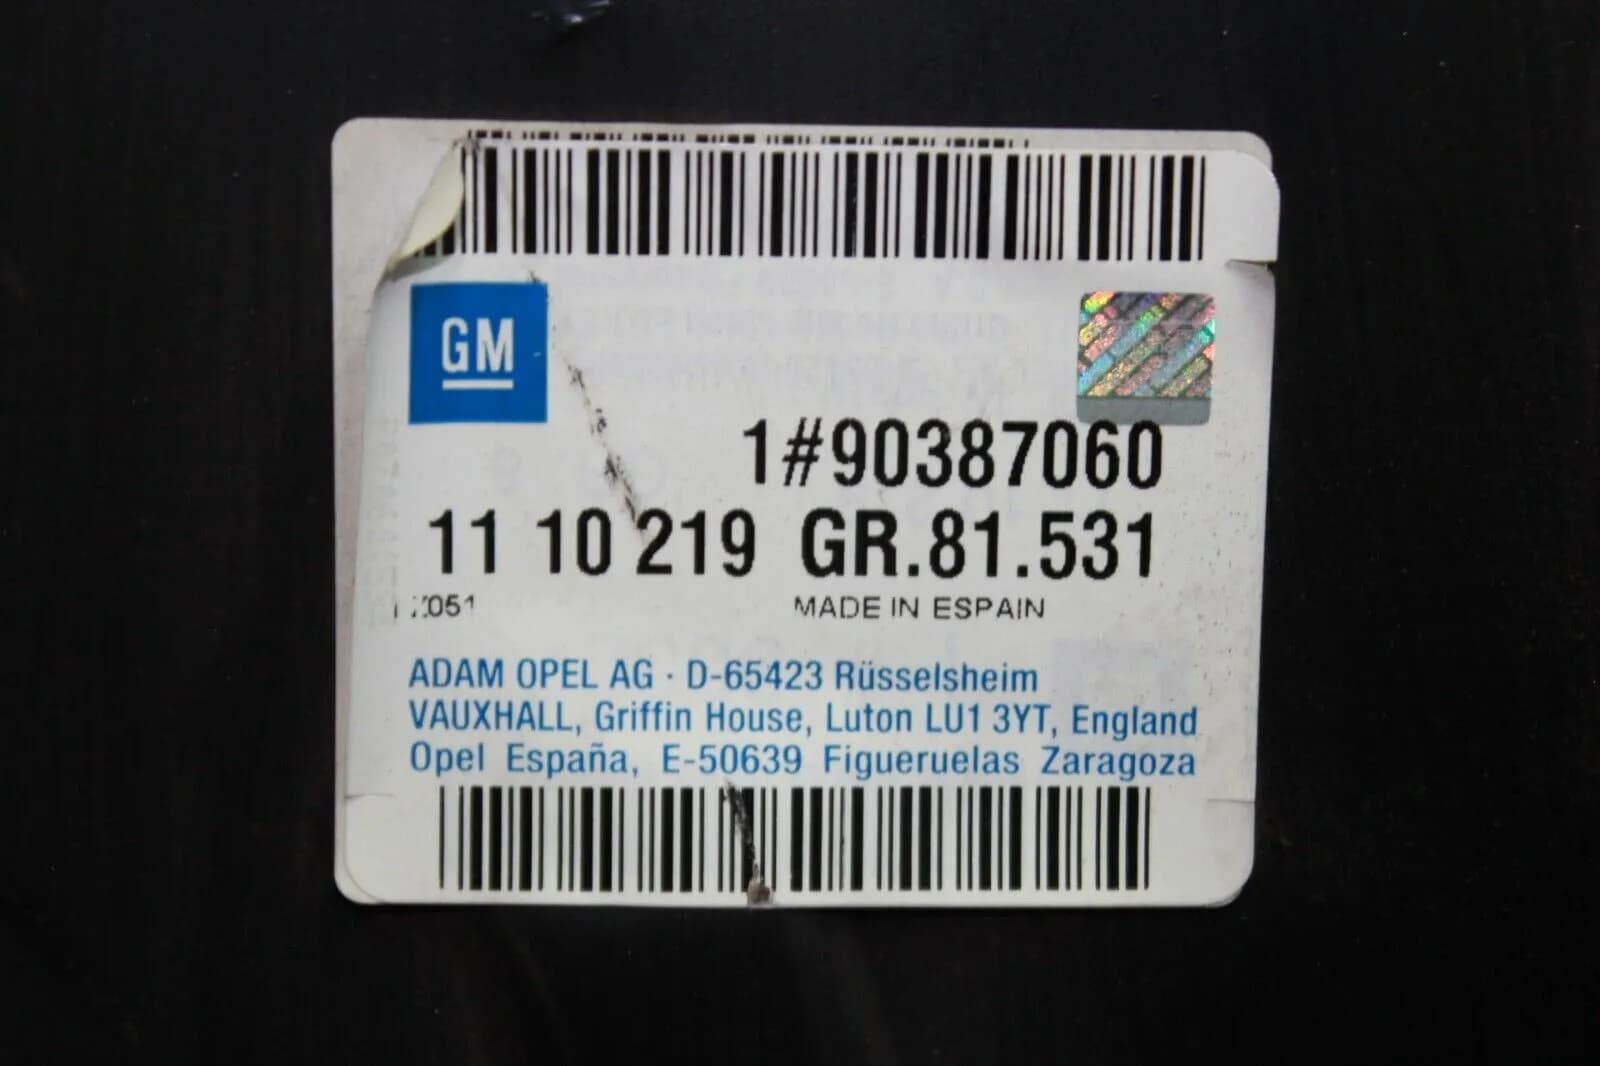 GM
1#90387060
11 10 219 GR.81.531
MADE IN ESPAIN
ADAM OPEL AG · D-65423 Rüsselsheim
VAUXHALL, Griffin House, Luton LU1 3YT, England
Opel España, E-50639 Figueruelas Zaragoza